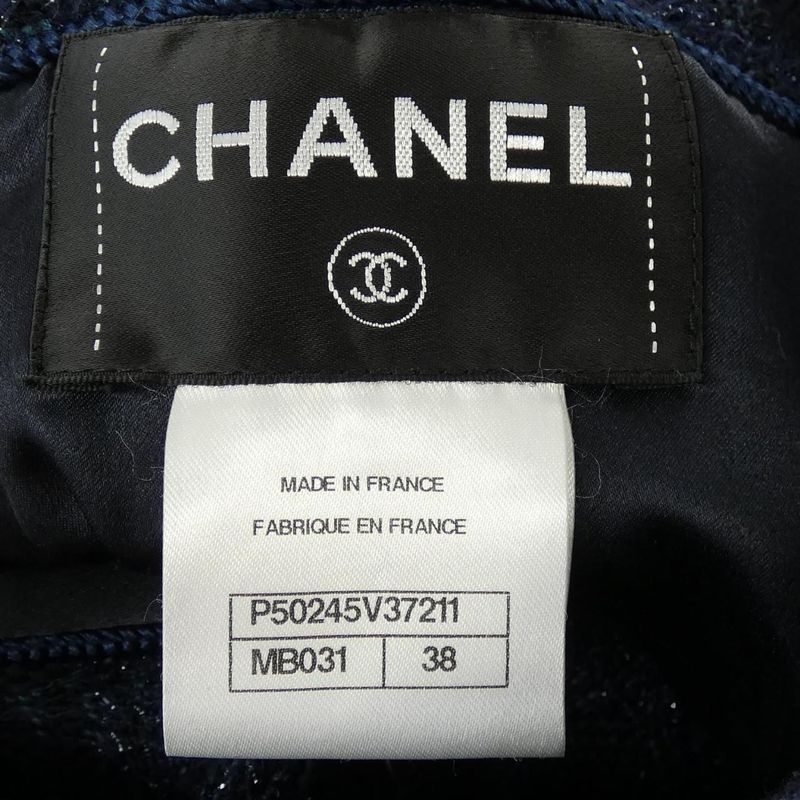 CHANEL
MADE IN FRANCE
FABRIQUE EN FRANCE
P50245V37211
MB031 38